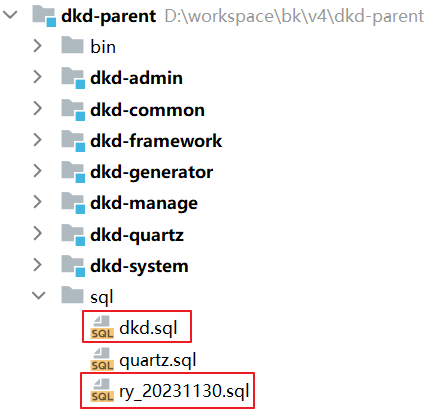 dkd-parent D:\workspace\bk\v4\dkd-parent
bin
dkd-admin
dkd-common
dkd-framework
dkd-generator
dkd-manage
dkd-quartz
dkd-system
sql
SQL dkd.sql
SQL quartz.sql
SQL ry_20231130.sql